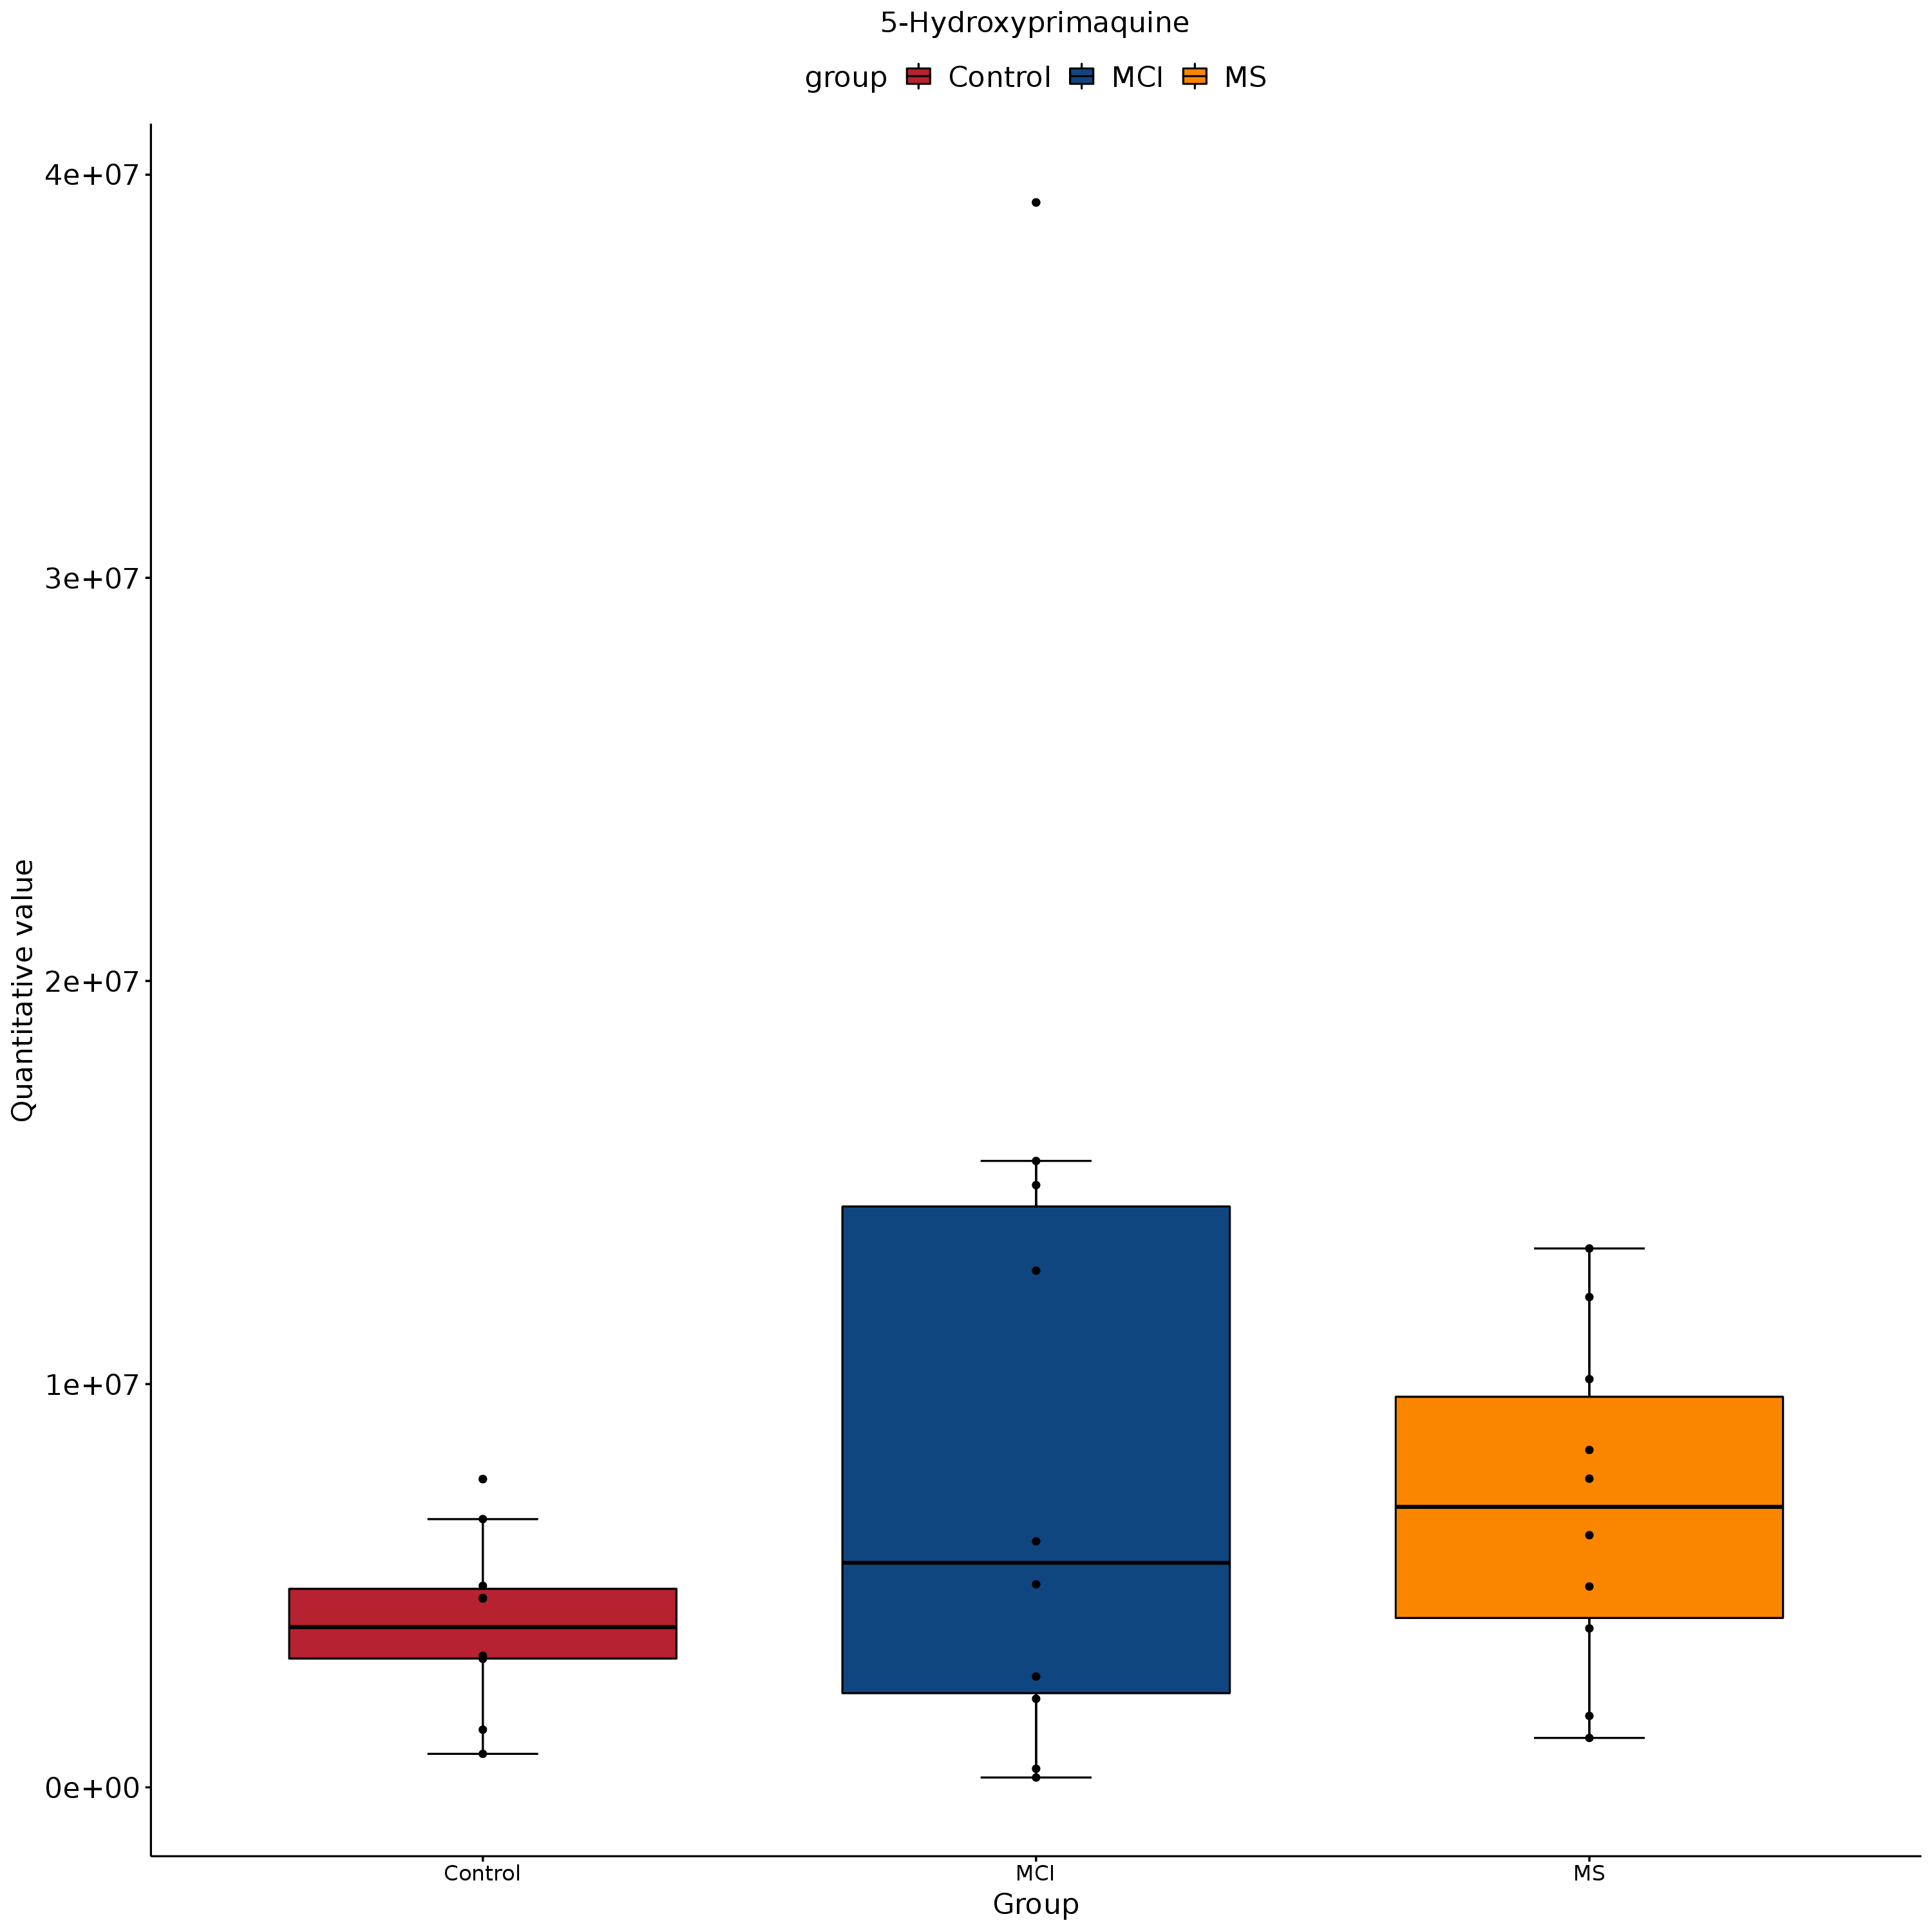 5-Hydroxyprimaquine
group Control MCI MS
4e+07
3e+07
2e+07
1e+07
0e+00
Quantitative value
Control MCI MS
Group